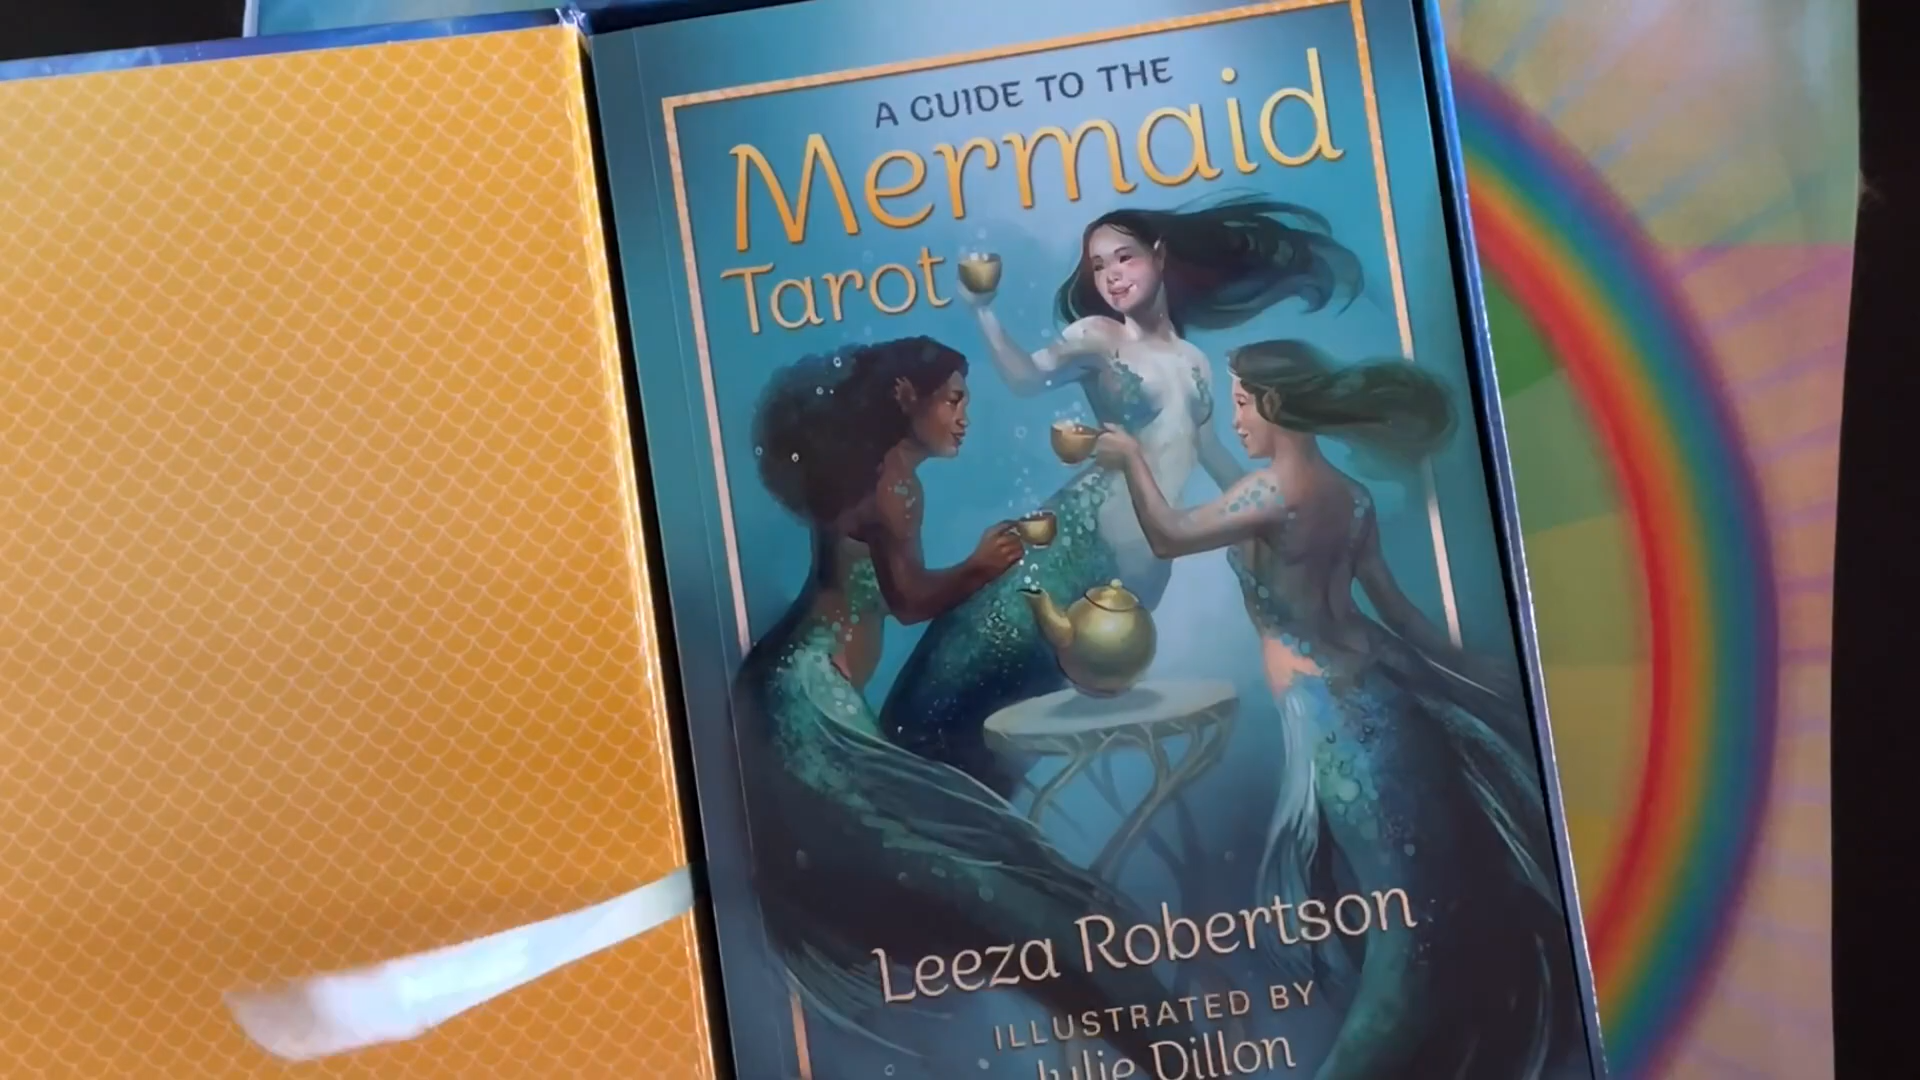 A GUIDE TO THE
Mermaid
Tarot
Leeza Robertson
ILLUSTRATED BY
Julie Dillon